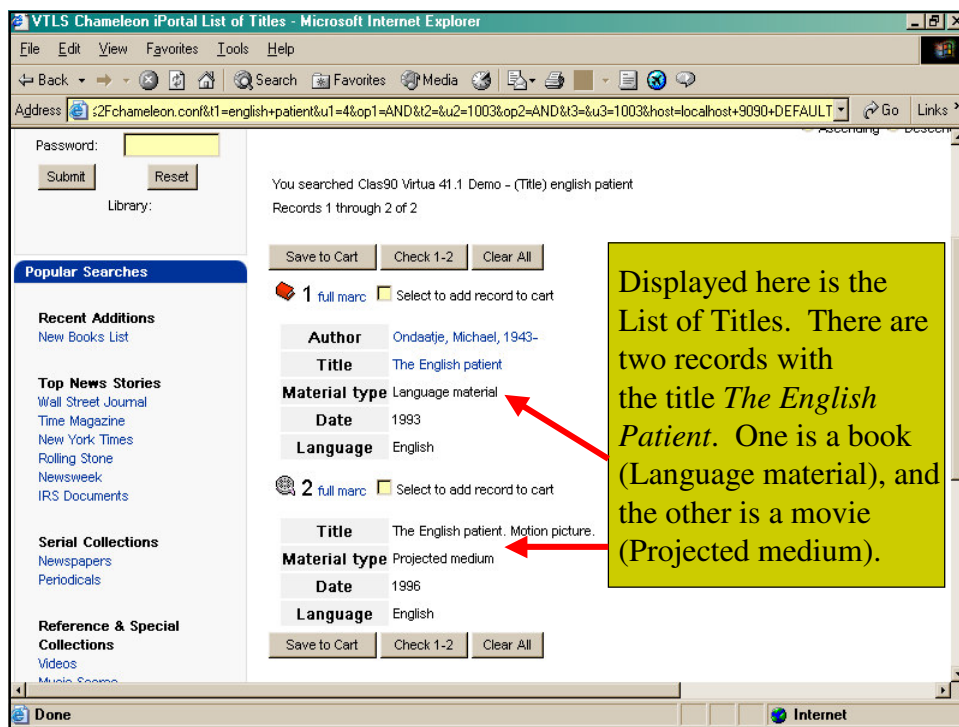 VTLS Chameleon iPortal List of Titles - Microsoft Internet Explorer
File Edit View Favorites Tools Help
Back Search Favorites Media
Address 2Fchameleon.conf&t1=english+patient&u1=4&op1=AND&t2=&u2=1003&op2=AND&t3=&u3=1003&host=localhost+9090+DEFAULT Go Links
Password:
Submit Reset
Library:
Popular Searches
Recent Additions
New Books List
Top News Stories
Wall Street Journal
Time Magazine
New York Times
Rolling Stone
Newsweek
IRS Documents
Serial Collections
Newspapers
Periodicals
Reference & Special
Collections
Videos
You searched Clas90 Virtua 41.1 Demo - (Title) english patient
Records 1 through 2 of 2
Save to Cart Check 1-2 Clear All
1 full marc Select to add record to cart
Author Ondaatje, Michael, 1943-
Title The English patient
Material type Language material
Date 1993
Language English
2 full marc Select to add record to cart
Title The English patient. Motion picture.
Material type Projected medium
Date 1996
Language English
Save to Cart Check 1-2 Clear All
Displayed here is the
List of Titles. There are
two records with
the title The English
Patient. One is a book
(Language material), and
the other is a movie
(Projected medium).
Done Internet